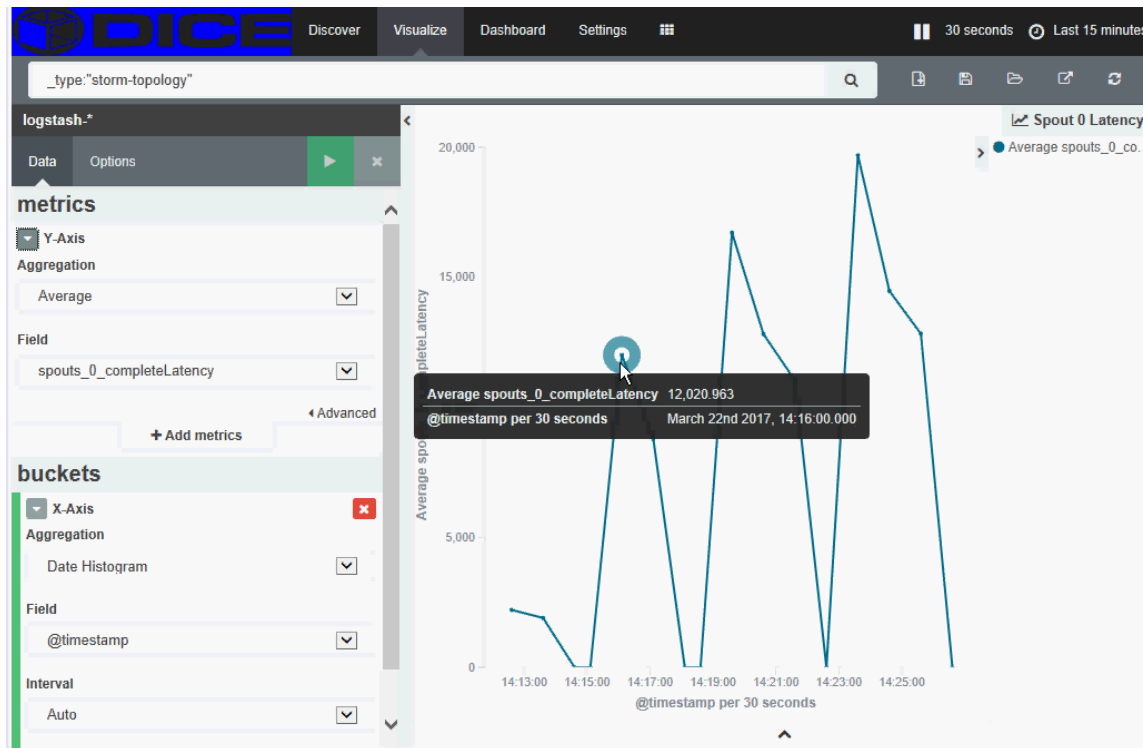 DICE Discover Visualize Dashboard Settings 30 seconds Last 15 minutes
_type:"storm-topology"
logstash-*
Data Options
metrics
Y-Axis
Aggregation
Average
Field
spouts_0_completeLatency
Advanced
+ Add metrics
buckets
X-Axis
Aggregation
Date Histogram
Field
@timestamp
Interval
Auto
Spout 0 Latency
Average spouts_0_co...
20,000
15,000
5,000
0
Average spouts_0_completeLatency 12,020.963
@timestamp per 30 seconds March 22nd 2017, 14:16:00.000
14:13:00 14:15:00 14:17:00 14:19:00 14:21:00 14:23:00 14:25:00
@timestamp per 30 seconds